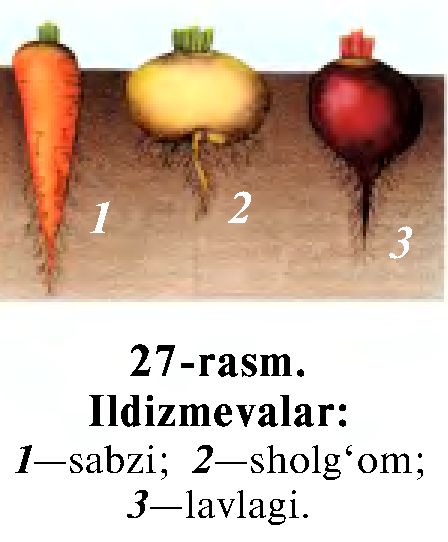 1
2
3
27-rasm.
Ildizmevalar:
1—sabzi; 2—sholg‘om;
3—lavlagi.